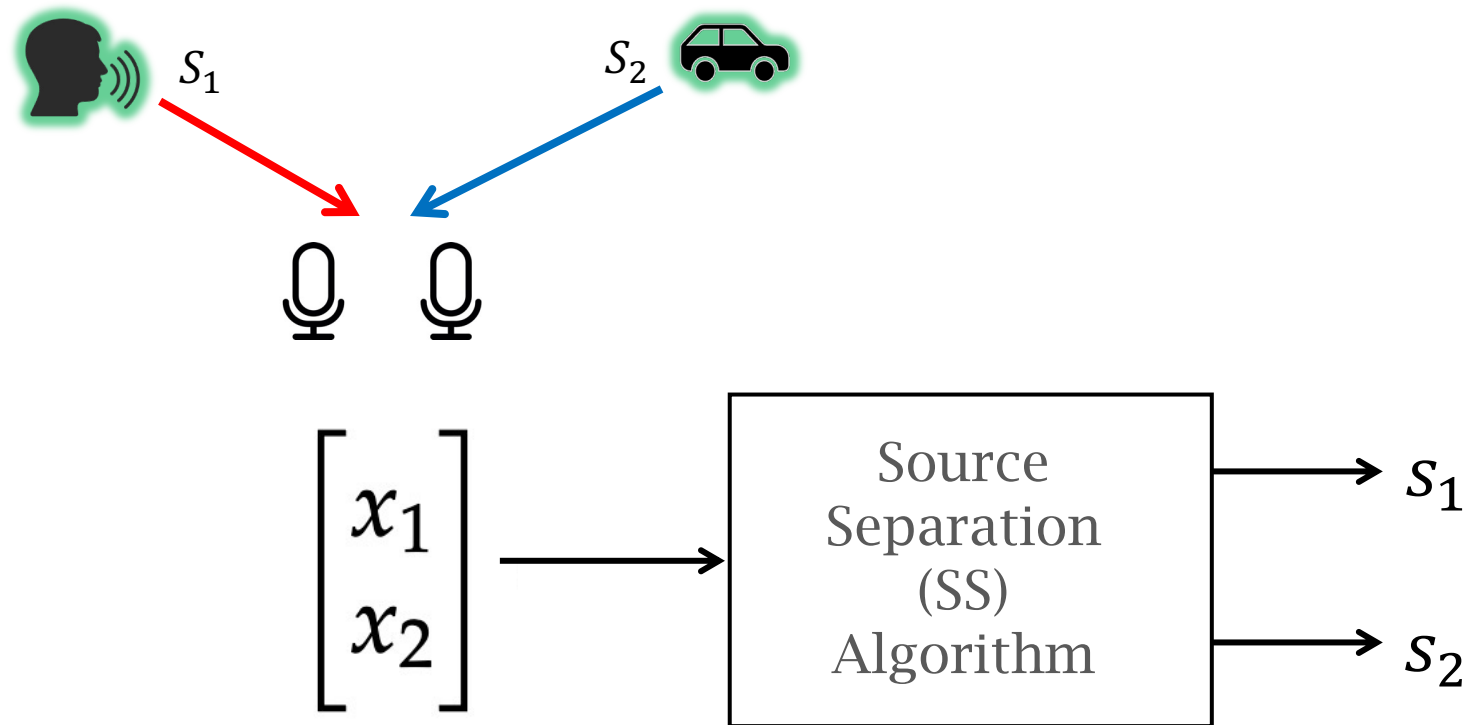 S₁
S₂
x₁
x₂
Source
Separation
(SS)
Algorithm
s₁
s₂